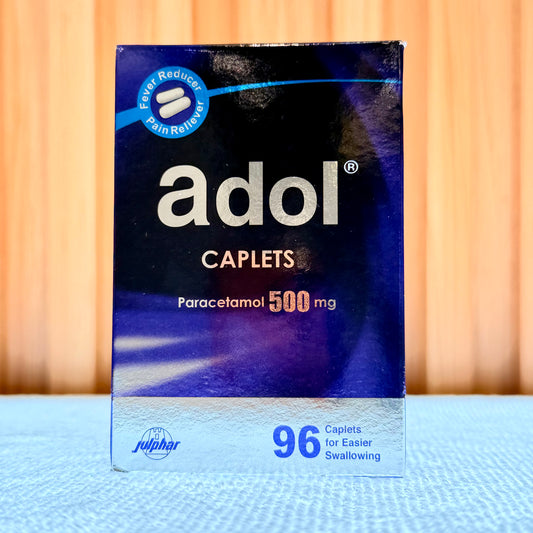 Fever Reducer
Pain Reliever
adol®
CAPLETS
Paracetamol 500 mg
julphar
96 Caplets
for Easier
Swallowing